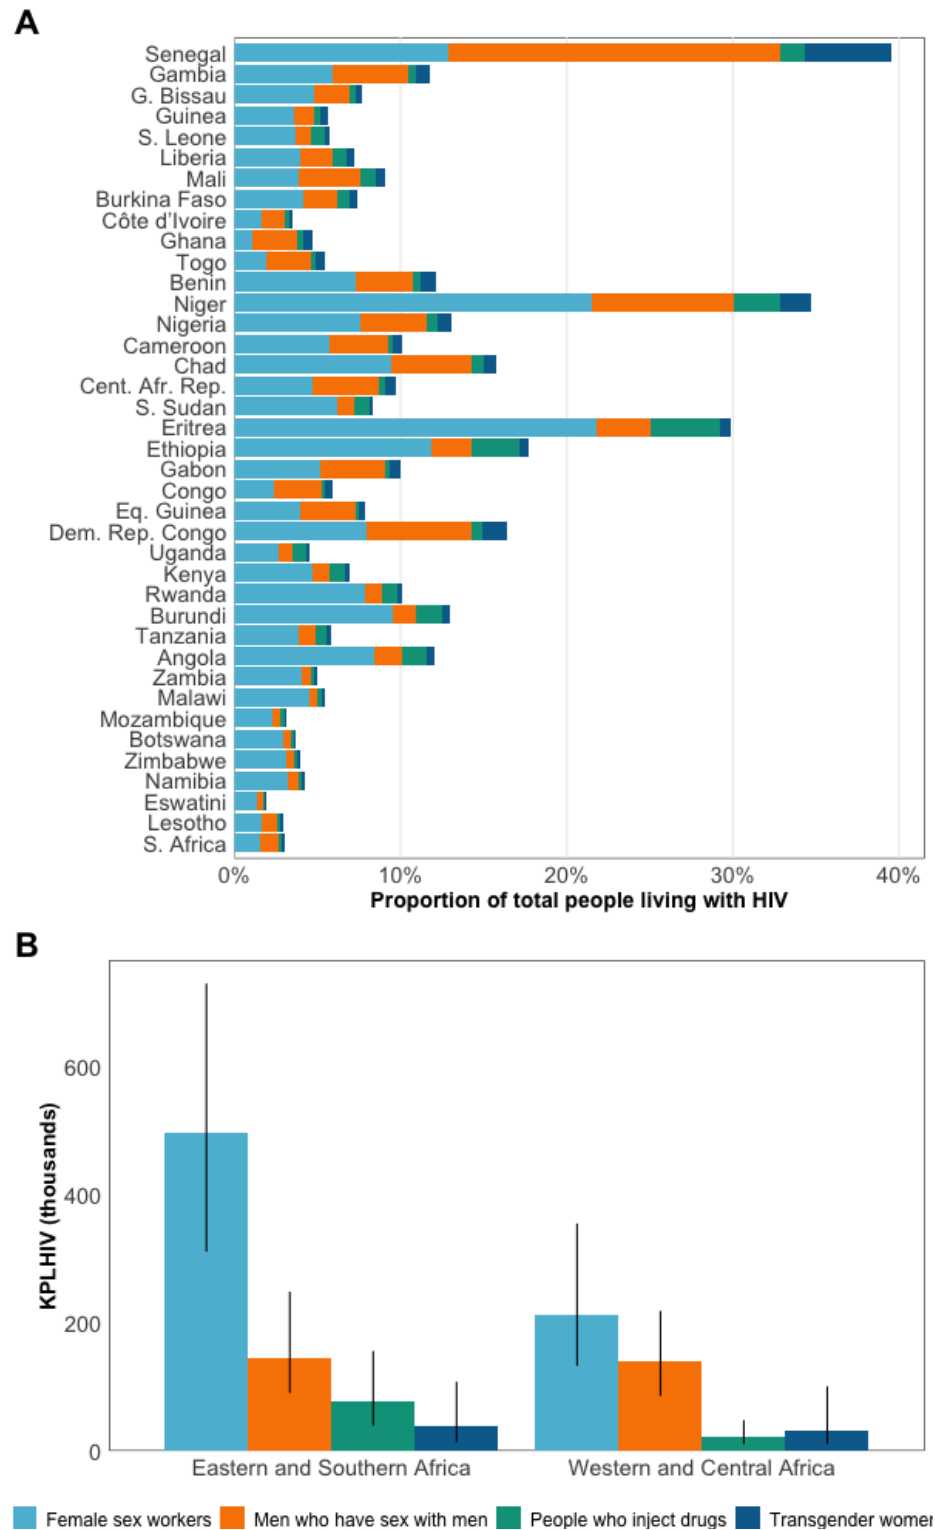 A
Senegal
Gambia
G. Bissau
Guinea
S. Leone
Liberia
Mali
Burkina Faso
Côte d'Ivoire
Ghana
Togo
Benin
Niger
Nigeria
Cameroon
Chad
Cent. Afr. Rep.
S. Sudan
Eritrea
Ethiopia
Gabon
Congo
Eq. Guinea
Dem. Rep. Congo
Uganda
Kenya
Rwanda
Burundi
Tanzania
Angola
Zambia
Malawi
Mozambique
Botswana
Zimbabwe
Namibia
Eswatini
Lesotho
S. Africa
0% 10% 20% 30% 40%
Proportion of total people living with HIV
B
KPLHIV (thousands)
600
400
200
0
Eastern and Southern Africa Western and Central Africa
Female sex workers Men who have sex with men People who inject drugs Transgender women